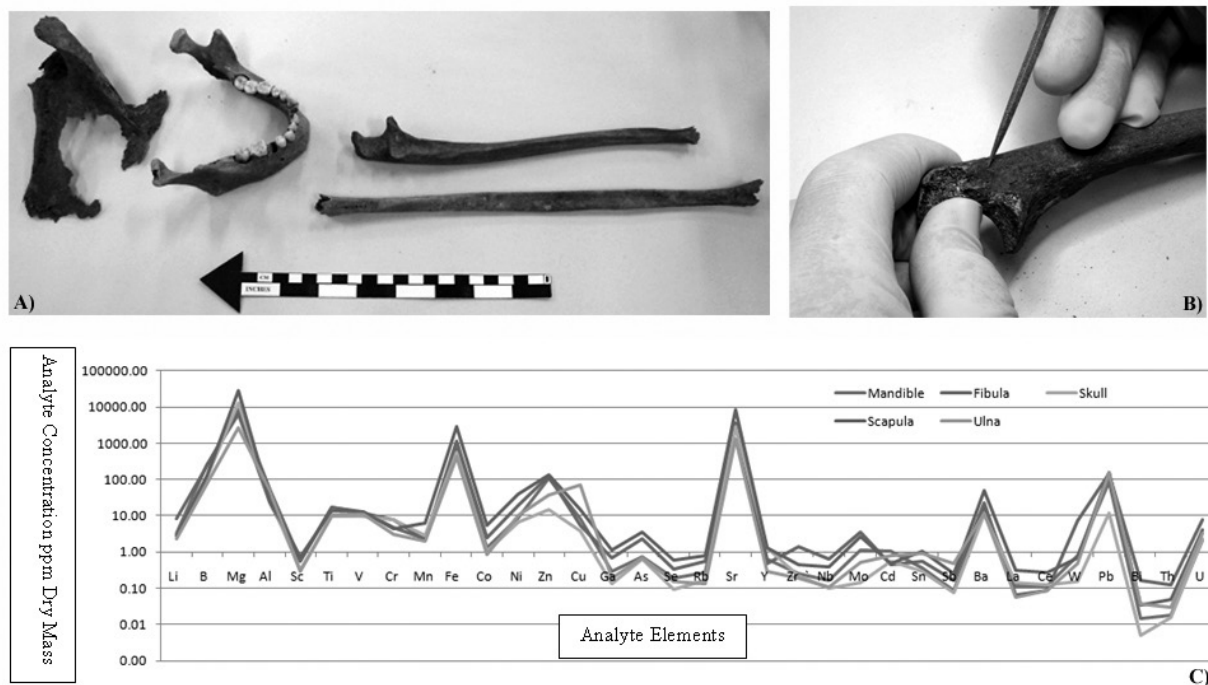 CM
INCHES
A)
B)
Analyte Concentration ppm Dry Mass
100000.00
10000.00
1000.00
100.00
10.00
1.00
0.10
0.01
0.00
Mandible Fibula Skull
Scapula Ulna
Li B Mg Al Sc Ti V Cr Mn Fe Co Ni Zn Cu Ga As Se Rb Sr Y Zr Nb Mo Cd Sn Sb Ba La Ce W Pb Bi Th U
Analyte Elements
C)